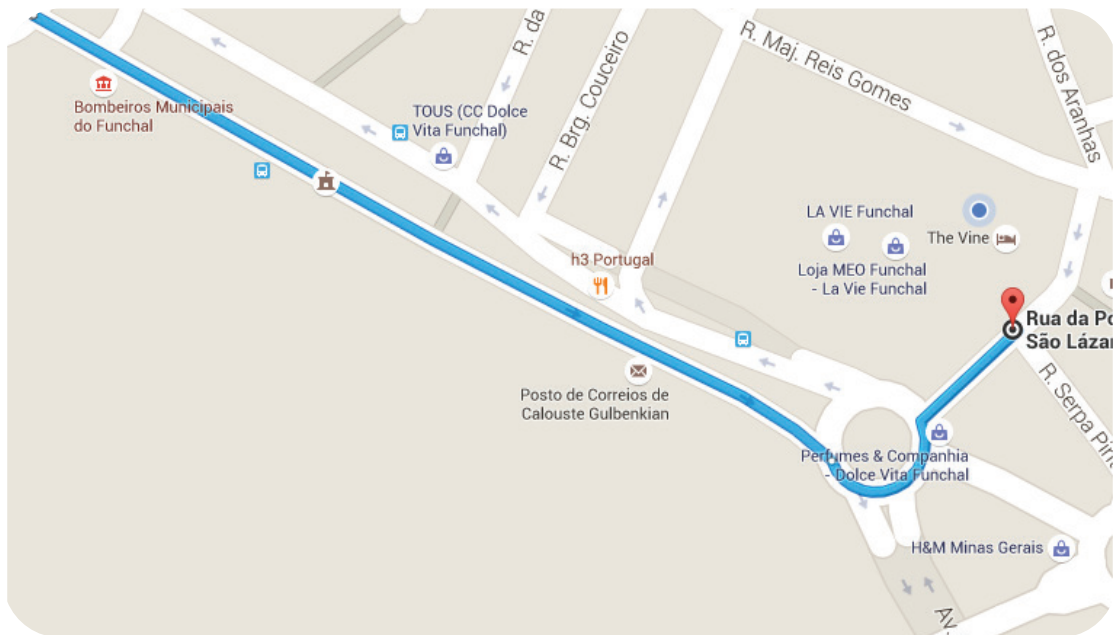 R. da
R. Brg. Couceiro
R. Maj. Reis Gomes
R. dos Aranhas
Bombeiros Municipais
do Funchal
TOUS (CC Dolce
Vita Funchal)
LA VIE Funchal
The Vine
Loja MEO Funchal
- La Vie Funchal
h3 Portugal
Rua da Po
São Lázar
R. Serpa Pin
Posto de Correios de
Calouste Gulbenkian
Perfumes & Companhia
- Dolce Vita Funchal
H&M Minas Gerais
Av.